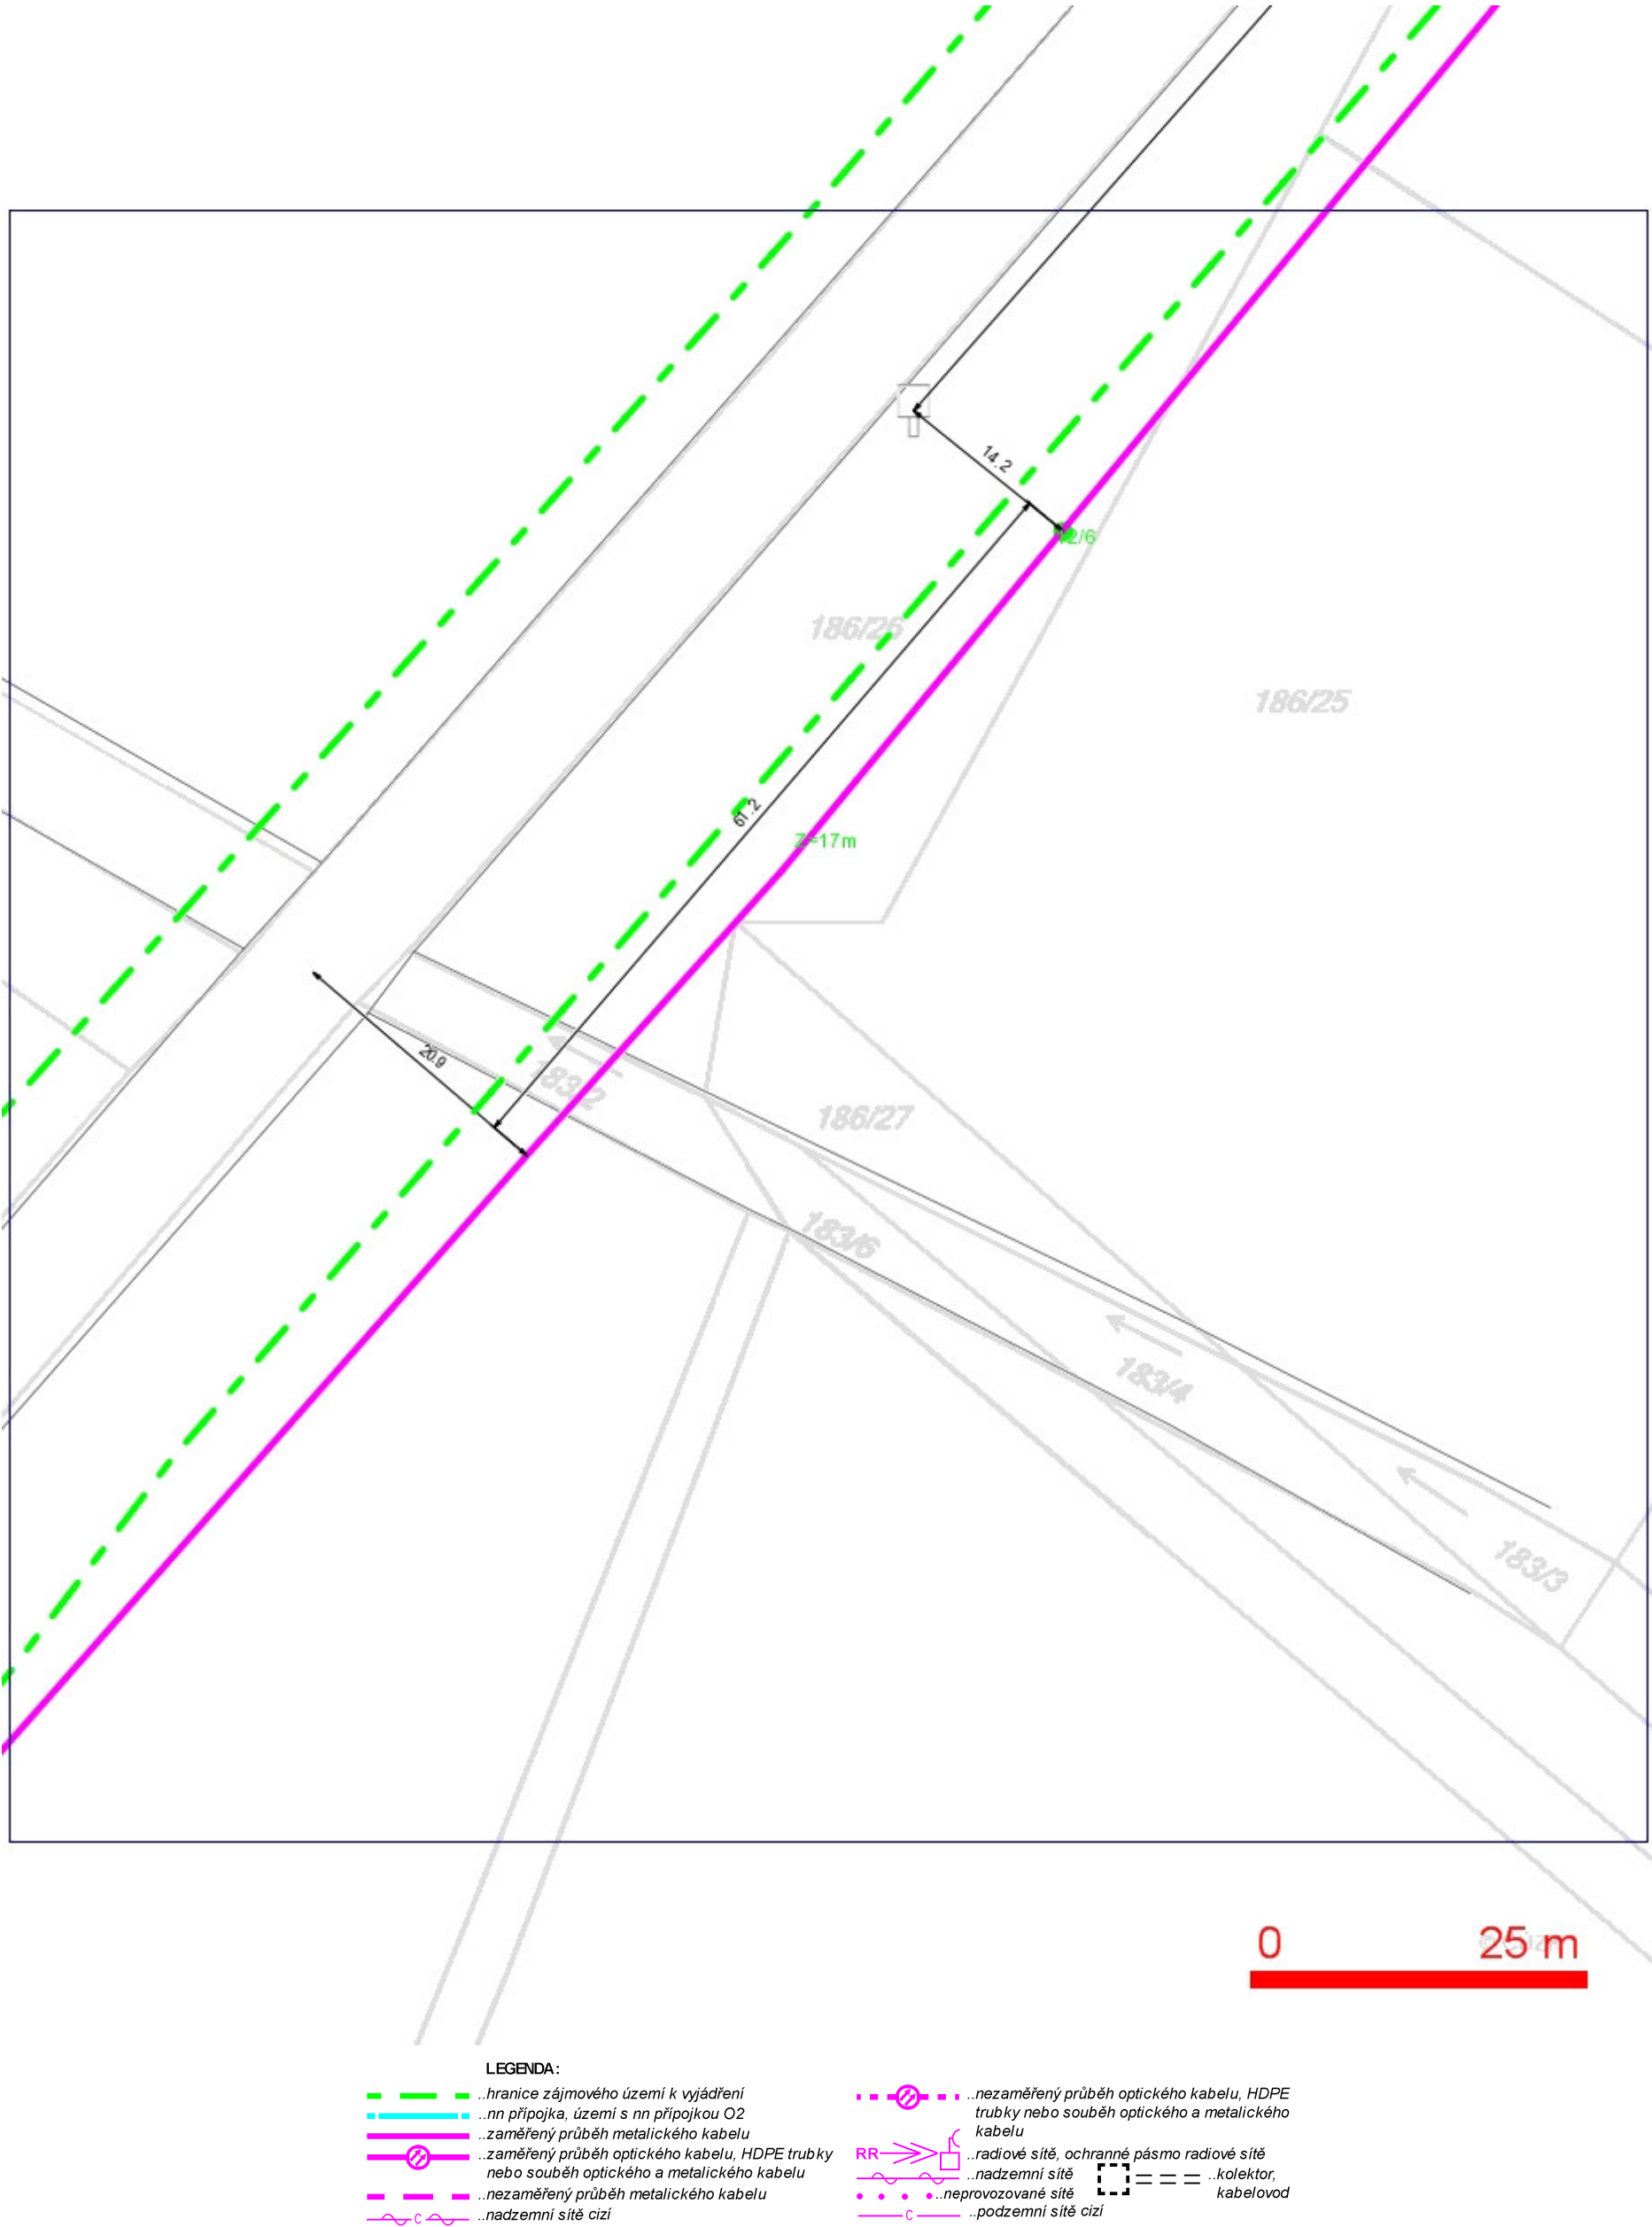 14.2
12/6
186/26
186/25
61.2
Z=17m
20.9
183/2
186/27
183/6
183/4
183/3
0 25 m
LEGENDA:
..hranice zájmového území k vyjádření
..nn přípojka, území s nn přípojkou O2
..zaměřený průběh metalického kabelu
..zaměřený průběh optického kabelu, HDPE trubky
nebo souběh optického a metalického kabelu
..nezaměřený průběh metalického kabelu
C ..nadzemní sítě cizí
..nezaměřený průběh optického kabelu, HDPE
trubky nebo souběh optického a metalického
kabelu
RR ..radiové sítě, ochranné pásmo radiové sítě
..nadzemní sítě
..kolektor,
kabelovod
..neprovozované sítě
C ..podzemní sítě cizí